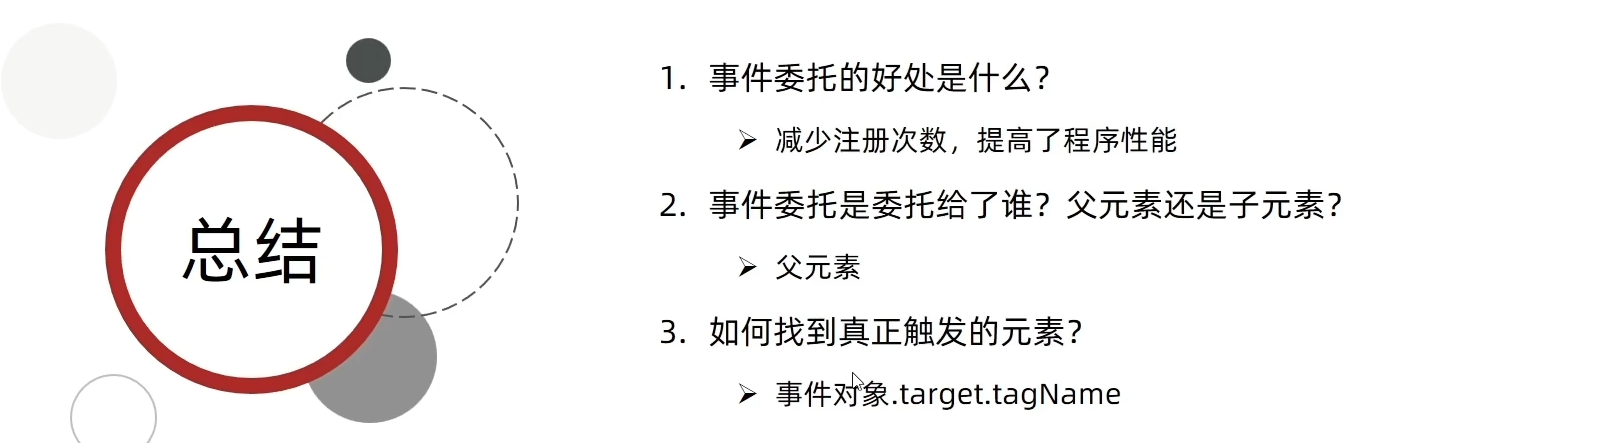 总结
1. 事件委托的好处是什么？
➢ 减少注册次数，提高了程序性能
2. 事件委托是委托给了谁？父元素还是子元素？
➢ 父元素
3. 如何找到真正触发的元素？
➢ 事件对象.target.tagName